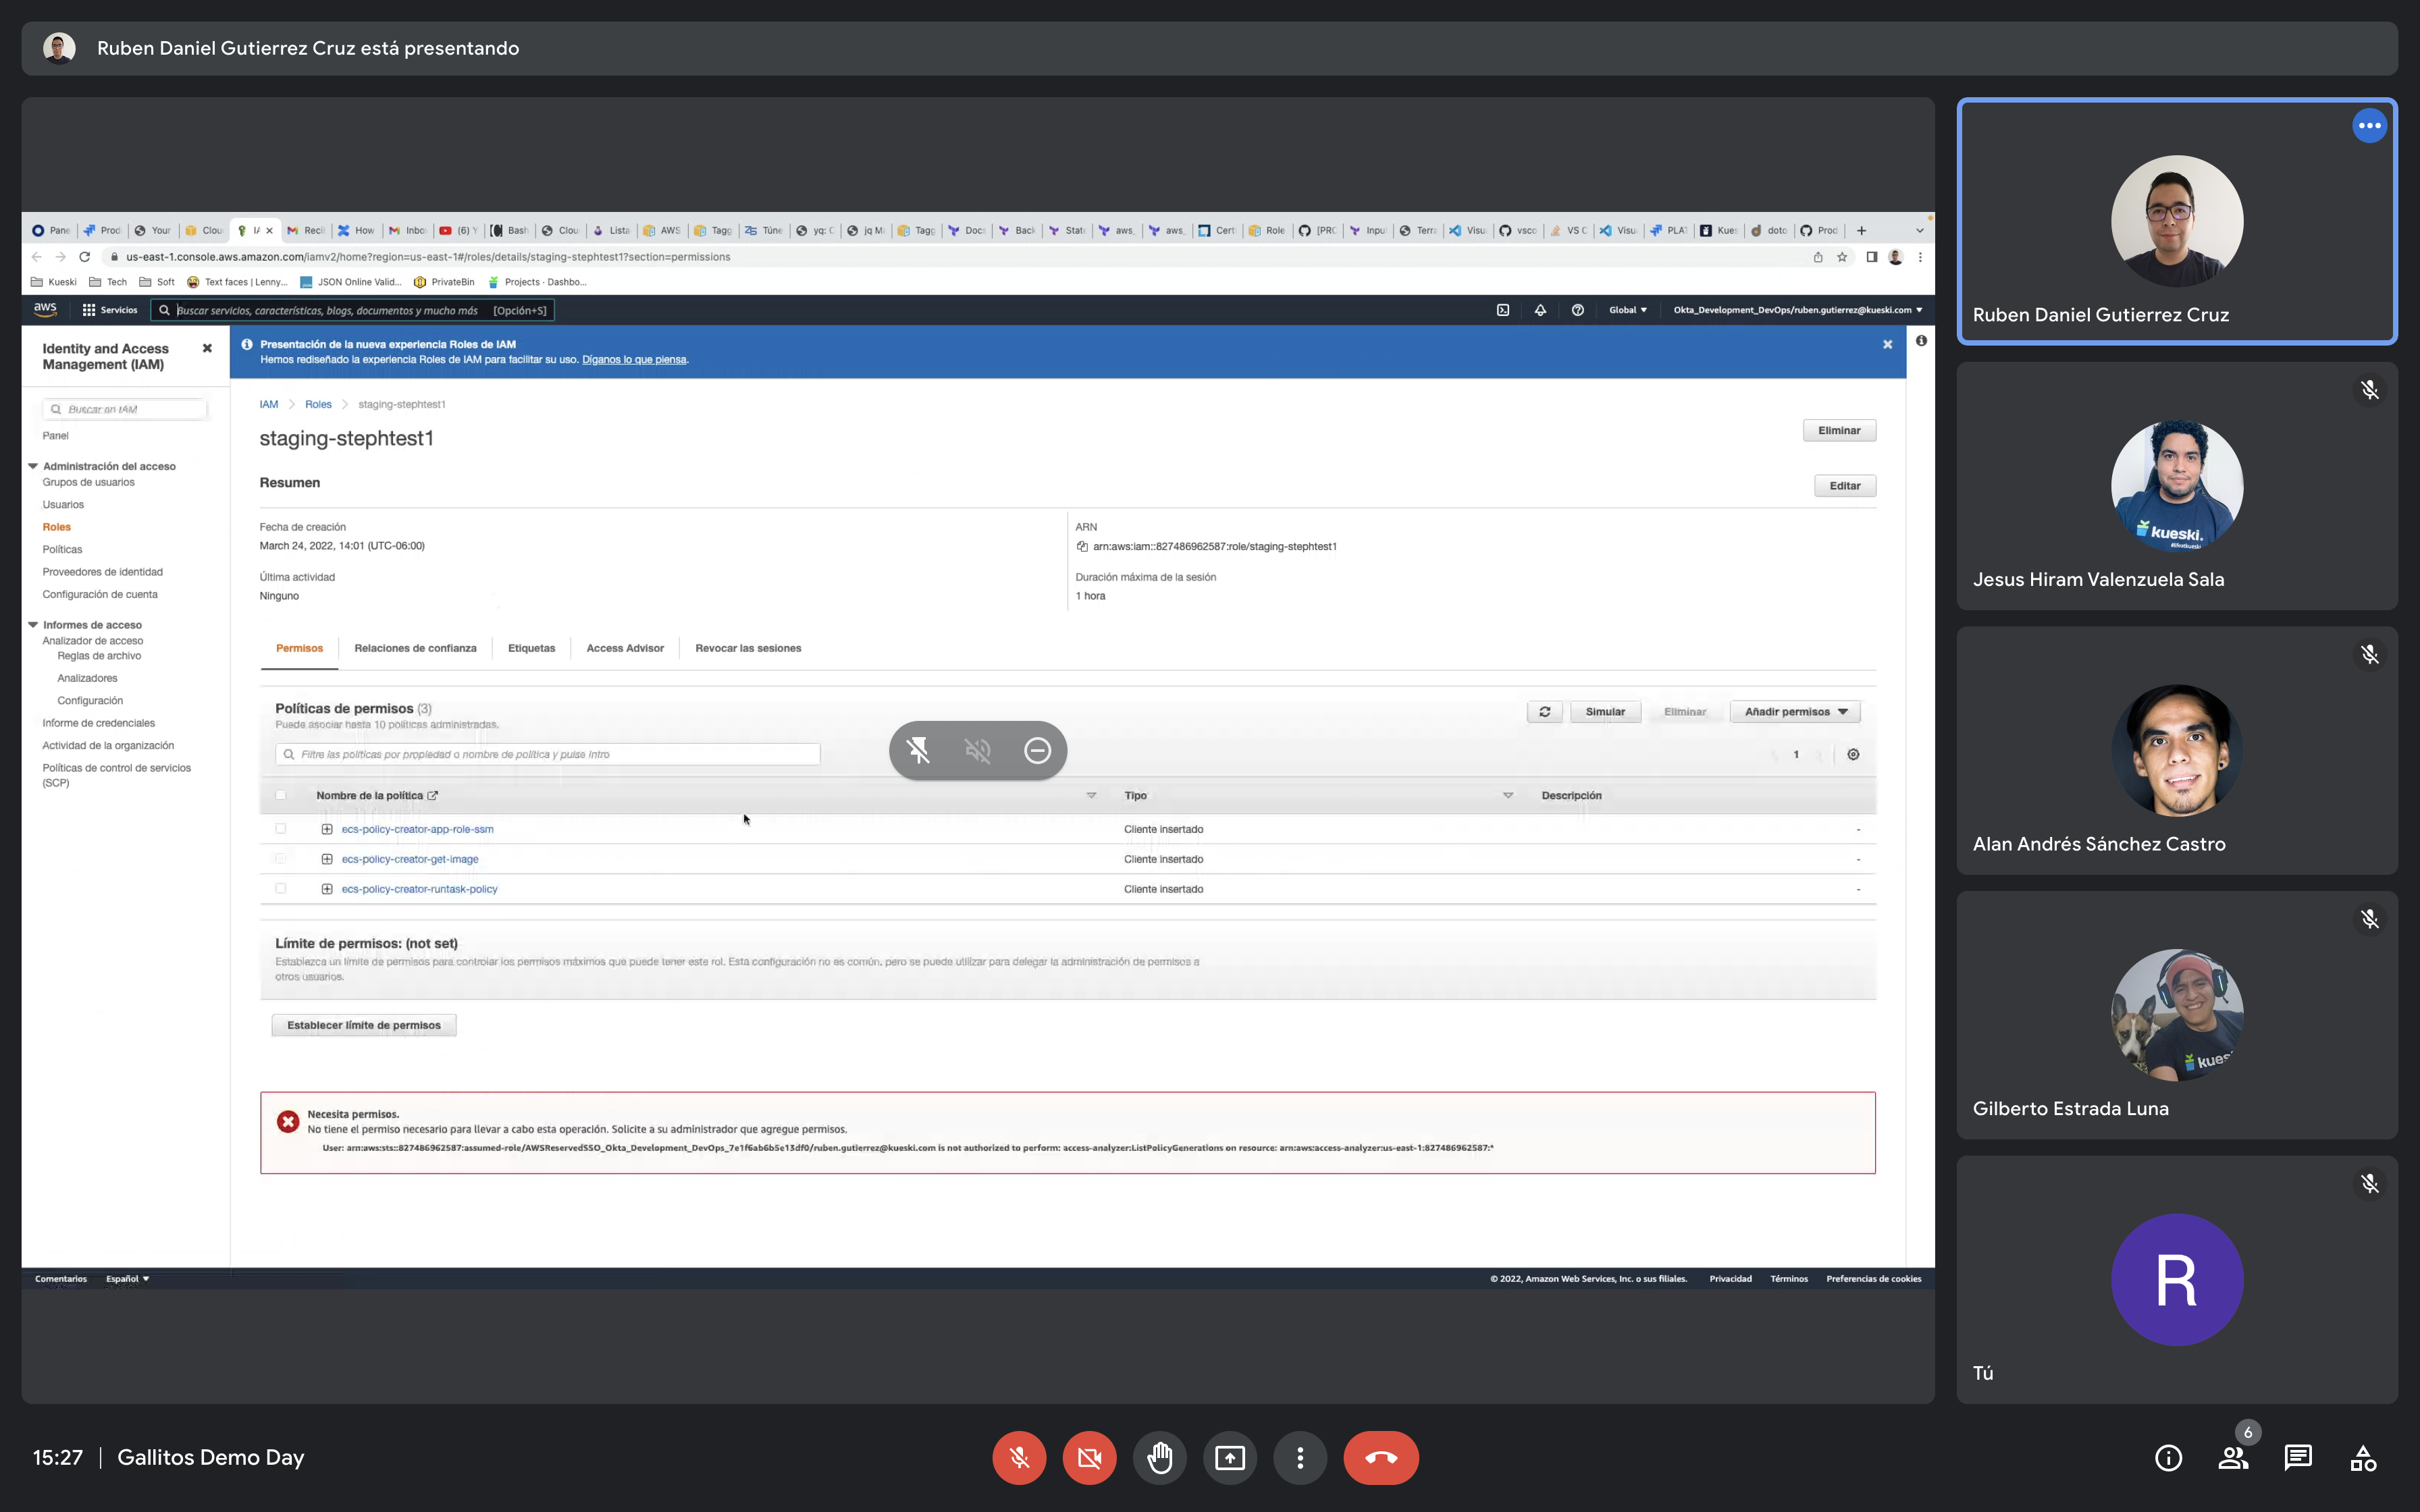 Ruben Daniel Gutierrez Cruz está presentando
Pane
Prod
Your
Clou
IA
Reci
How
Inbo
(6) Y
Bash
Clou
Lista
AWS
Tagg
Túne
yq: C
jq M
Tagg
Doc
Back
Stat
aws_
aws_
Cert
Role
[PRC
Inpu
Terra
Visu
vsco
VS C
Visu
PLA
Kues
doto
Prod
us-east-1.console.aws.amazon.com/iamv2/home?region=us-east-1#/roles/details/staging-stephtest1?section=permissions
Kueski
Tech
Soft
Text faces | Lenny...
JSON Online Valid...
PrivateBin
Projects · Dashbo...
aws
Servicios
Buscar servicios, características, blogs, documentos y mucho más
[Opción+S]
Global
Okta_Development_DevOps/ruben.gutierrez@kueski.com
Identity and Access
Management (IAM)
Buscar en IAM
Panel
Administración del acceso
Grupos de usuarios
Usuarios
Roles
Políticas
Proveedores de identidad
Configuración de cuenta
Informes de acceso
Analizador de acceso
Reglas de archivo
Analizadores
Configuración
Informe de credenciales
Actividad de la organización
Políticas de control de servicios
(SCP)
Presentación de la nueva experiencia Roles de IAM
Hemos rediseñado la experiencia Roles de IAM para facilitar su uso. Díganos lo que piensa.
IAM
Roles
staging-stephtest1
staging-stephtest1
Eliminar
Resumen
Editar
Fecha de creación
March 24, 2022, 14:01 (UTC-06:00)
ARN
arn:aws:iam::827486962587:role/staging-stephtest1
Última actividad
Ninguno
Duración máxima de la sesión
1 hora
Permisos
Relaciones de confianza
Etiquetas
Access Advisor
Revocar las sesiones
Políticas de permisos (3)
Puede asociar hasta 10 políticas administradas.
Simular
Eliminar
Añadir permisos
Filtre las políticas por propiedad o nombre de política y pulse Intro
1
Nombre de la política
Tipo
Descripción
ecs-policy-creator-app-role-ssm
Cliente insertado
-
ecs-policy-creator-get-image
Cliente insertado
-
ecs-policy-creator-runtask-policy
Cliente insertado
-
Límite de permisos: (not set)
Establezca un límite de permisos para controlar los permisos máximos que puede tener este rol. Esta configuración no es común, pero se puede utilizar para delegar la administración de permisos a
otros usuarios.
Establecer límite de permisos
Necesita permisos.
No tiene el permiso necesario para llevar a cabo esta operación. Solicite a su administrador que agregue permisos.
User: arn:aws:sts::827486962587:assumed-role/AWSReservedSSO_Okta_Development_DevOps_7e1f6ab6b5e13df0/ruben.gutierrez@kueski.com is not authorized to perform: access-analyzer:ListPolicyGenerations on resource: arn:aws:access-analyzer:us-east-1:827486962587:*
Comentarios
Español
© 2022, Amazon Web Services, Inc. o sus filiales.
Privacidad
Términos
Preferencias de cookies
Ruben Daniel Gutierrez Cruz
kueski.
Jesus Hiram Valenzuela Sala
Alan Andrés Sánchez Castro
kues
Gilberto Estrada Luna
R
Tú
15:27
Gallitos Demo Day
6